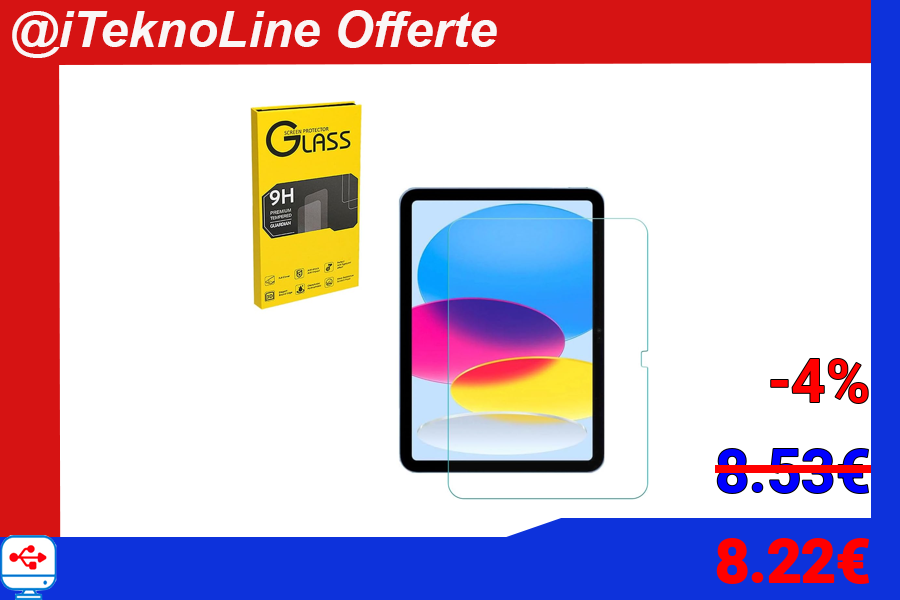 @iTeknoLine Offerte
SCREEN PROTECTOR
GLASS
9H
PREMIUM
TEMPERED
GUARDIAN
-4%
8.53€
8.22€